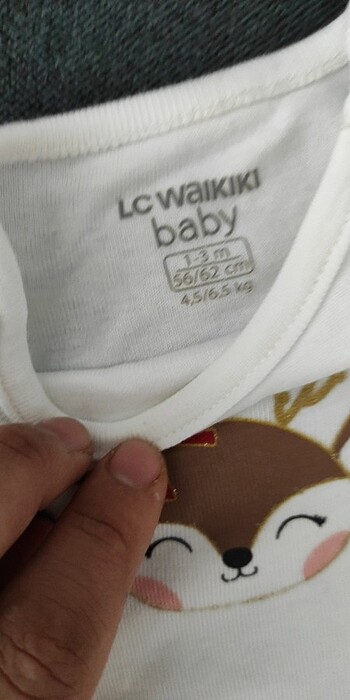 LC WAIKIKI
baby
1-3 m
56/62 cm
4,5/6,5 kg